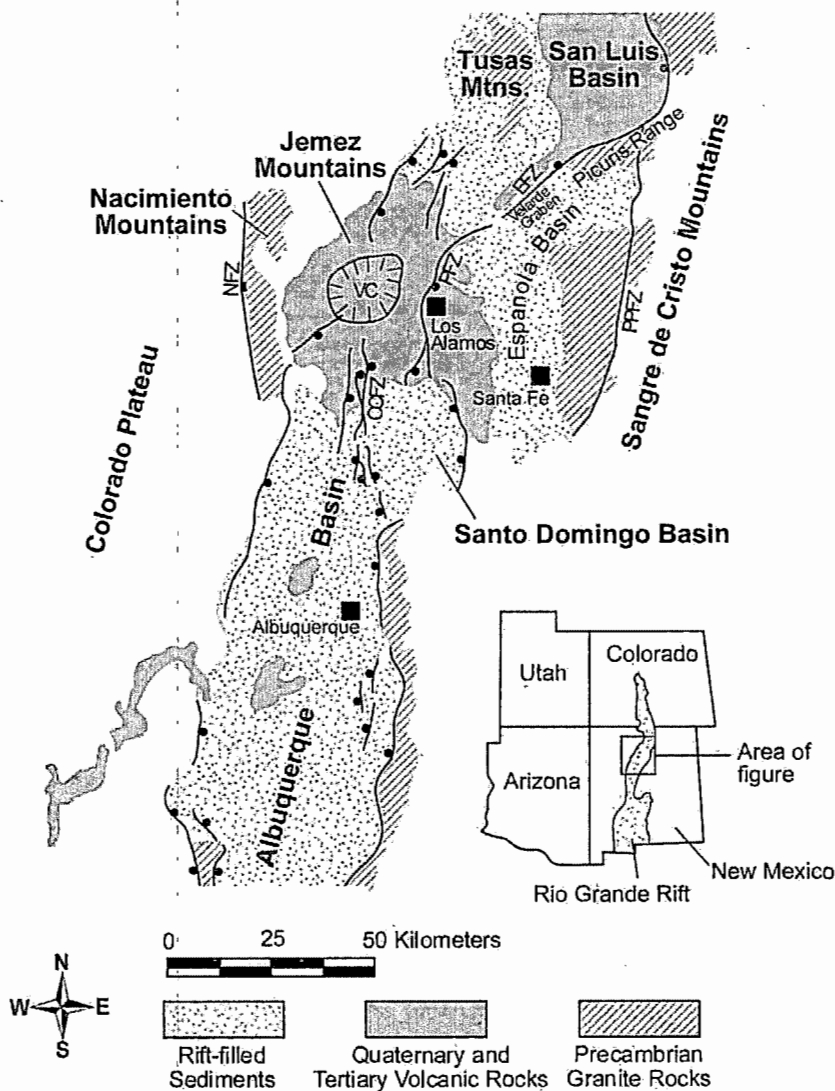 San Luis
Basin
Tusas
Mtns.
Jemez
Mountains
Nacimiento
Mountains
EFZ
Velarde
Graben
Picuris Range
Sangre de Cristo Mountains
NFZ
VC
PFZ
Espanola Basin
PPFZ
Los
Alamos
Santa Fe
CCFZ
Colorado Plateau
Santo Domingo Basin
Albuquerque Basin
Albuquerque
Utah
Colorado
Arizona
Area of
figure
New Mexico
Rio Grande Rift
0 25 50 Kilometers
N
W E
S
Rift-filled
Sediments
Quaternary and
Tertiary Volcanic Rocks
Precambrian
Granite Rocks